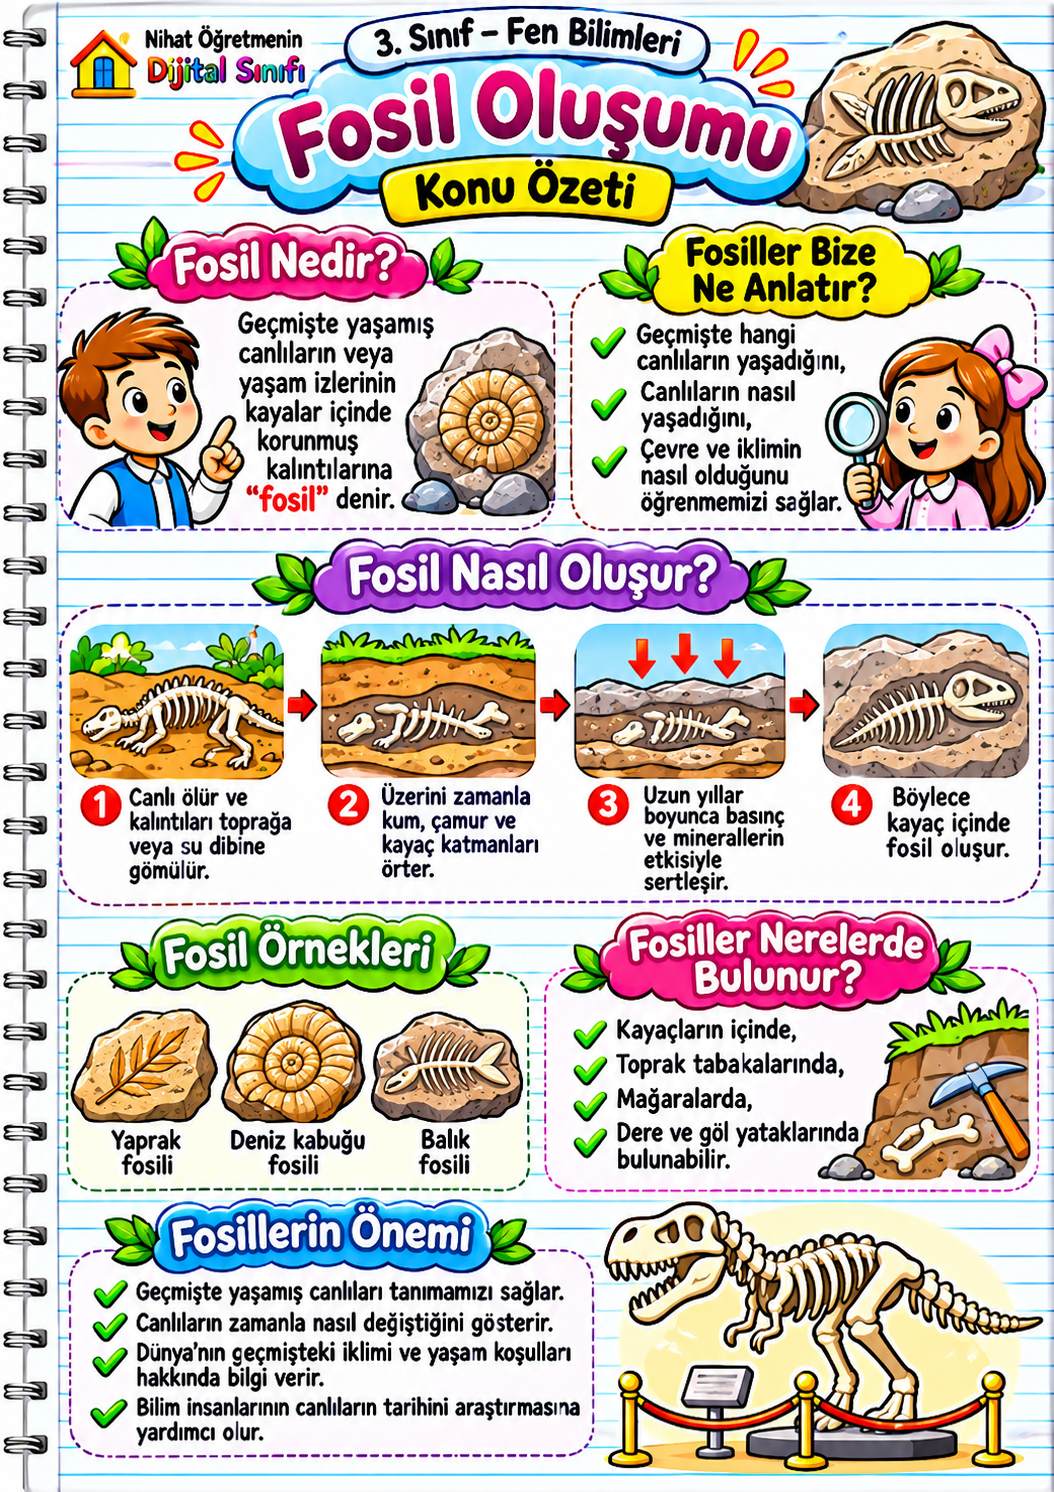 Nihat Öğretmenin
Dijital Sınıfı
3. Sınıf – Fen Bilimleri
Fosil Oluşumu
Konu Özeti
Fosil Nedir?
Geçmişte yaşamış
canlıların veya
yaşam izlerinin
kayalar içinde
korunmuş
kalıntılarına
“fosil” denir.
Fosiller Bize
Ne Anlatır?
Geçmişte hangi
canlıların yaşadığını,
Canlıların nasıl
yaşadığını,
Çevre ve iklimin
nasıl olduğunu
öğrenmemizi sağlar.
Fosil Nasıl Oluşur?
1 Canlı ölür ve
kalıntıları toprağa
veya su dibine
gömülür.
2 Üzerini zamanla
kum, çamur ve
kayaç katmanları
örter.
3 Uzun yıllar
boyunca basınç
ve minerallerin
etkisiyle
sertleşir.
4 Böylece
kayaç içinde
fosil oluşur.
Fosil Örnekleri
Yaprak
fosili
Deniz kabuğu
fosili
Balık
fosili
Fosiller Nerelerde
Bulunur?
Kayaçların içinde,
Toprak tabakalarında,
Mağaralarda,
Dere ve göl yataklarında
bulunabilir.
Fosillerin Önemi
Geçmişte yaşamış canlıları tanımamızı sağlar.
Canlıların zamanla nasıl değiştiğini gösterir.
Dünya’nın geçmişteki iklimi ve yaşam koşulları
hakkında bilgi verir.
Bilim insanlarının canlıların tarihini araştırmasına
yardımcı olur.